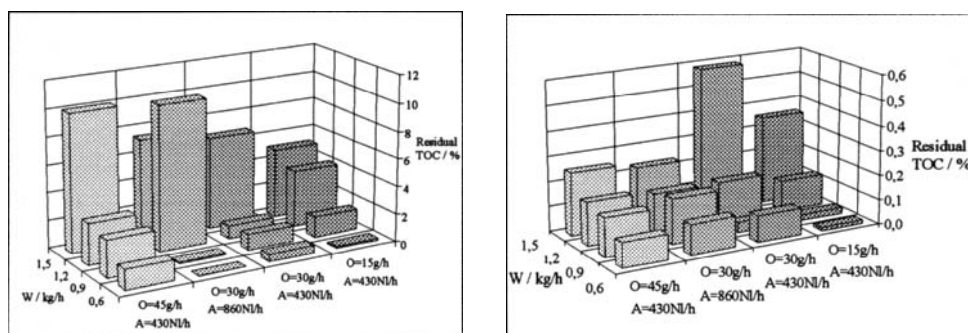 12
10
8
6
4
2
0
Residual
TOC / %
1,5
1,2
0,9
0,6
W / kg/h
O=45g/h
A=430Nl/h
O=30g/h
A=860Nl/h
O=30g/h
A=430Nl/h
O=15g/h
A=430Nl/h
0,6
0,5
0,4
0,3
0,2
0,1
0,0
Residual
TOC / %
1,5
1,2
0,9
0,6
W / kg/h
O=45g/h
A=430Nl/h
O=30g/h
A=860Nl/h
O=30g/h
A=430Nl/h
O=15g/h
A=430Nl/h